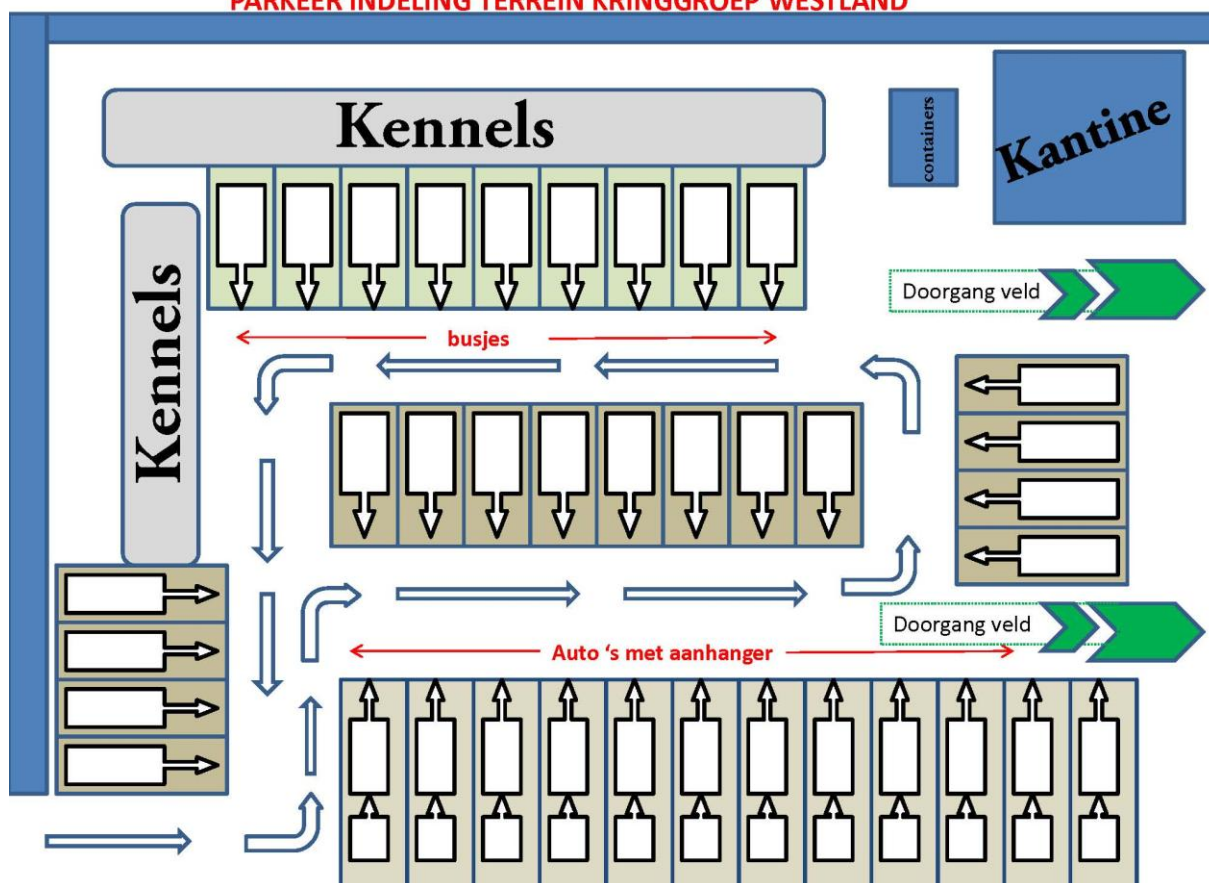 PARKEER INDELING TERREIN KRINGGROEP WESTLAND
Kennels
containers
Kantine
Kennels
Doorgang veld
busjes
Doorgang veld
Auto 's met aanhanger